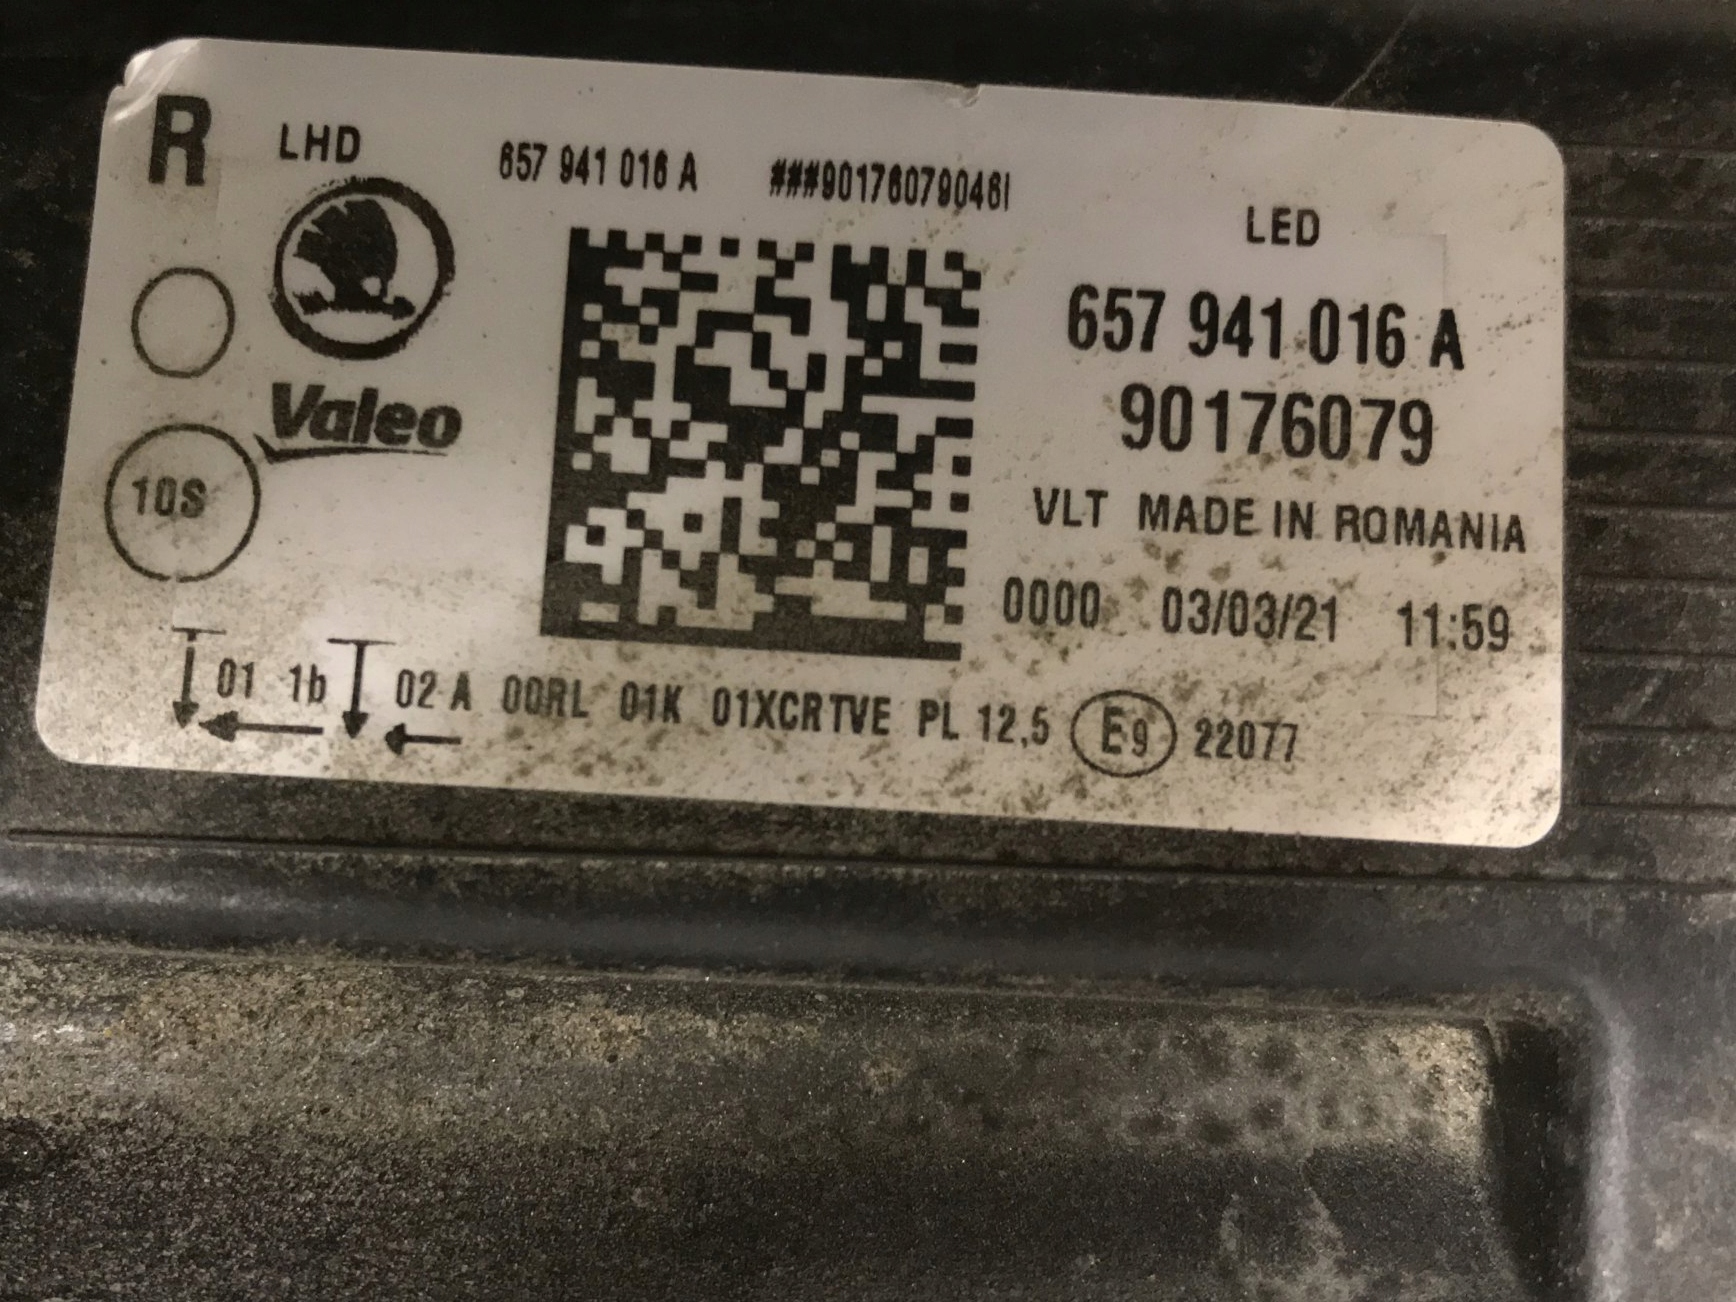 R LHD 657 941 016 A ###90176079046I
LED
657 941 016 A
Valeo
90176079
10S
VLT MADE IN ROMANIA
0000 03/03/21 11:59
01 1b 02 A 00RL 01K 01XCRTVE PL 12,5 E9 22077